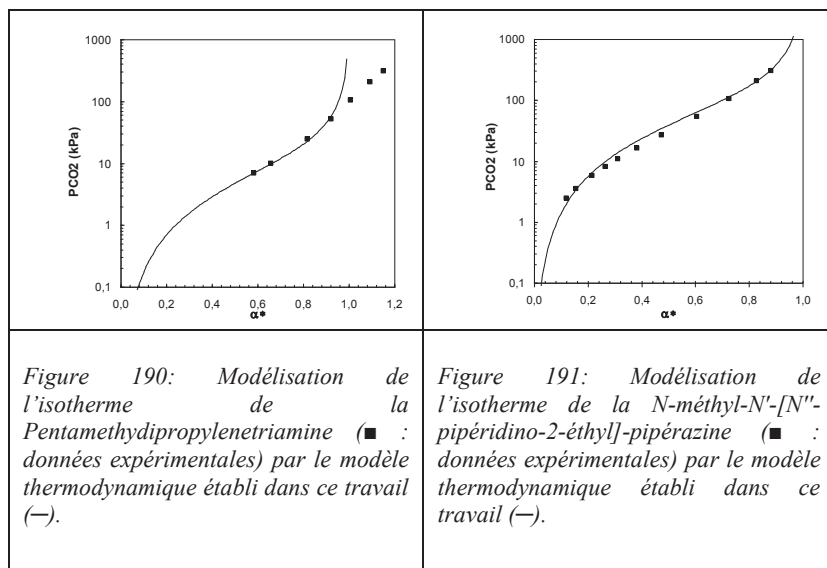 1000
100
10
1
0,1
PCO2 (kPa)
0,0 0,2 0,4 0,6 0,8 1,0 1,2
α*
1000
100
10
1
0,1
PCO2 (kPa)
0,0 0,2 0,4 0,6 0,8 1,0
α*
Figure 190: Modélisation de
l'isotherme de la
Pentamethydipropylenetriamine (■ :
données expérimentales) par le modèle
thermodynamique établi dans ce travail
(─).
Figure 191: Modélisation de
l'isotherme de la N-méthyl-N'-[N''-
pipéridino-2-éthyl]-pipérazine (■ :
données expérimentales) par le modèle
thermodynamique établi dans ce
travail (─).